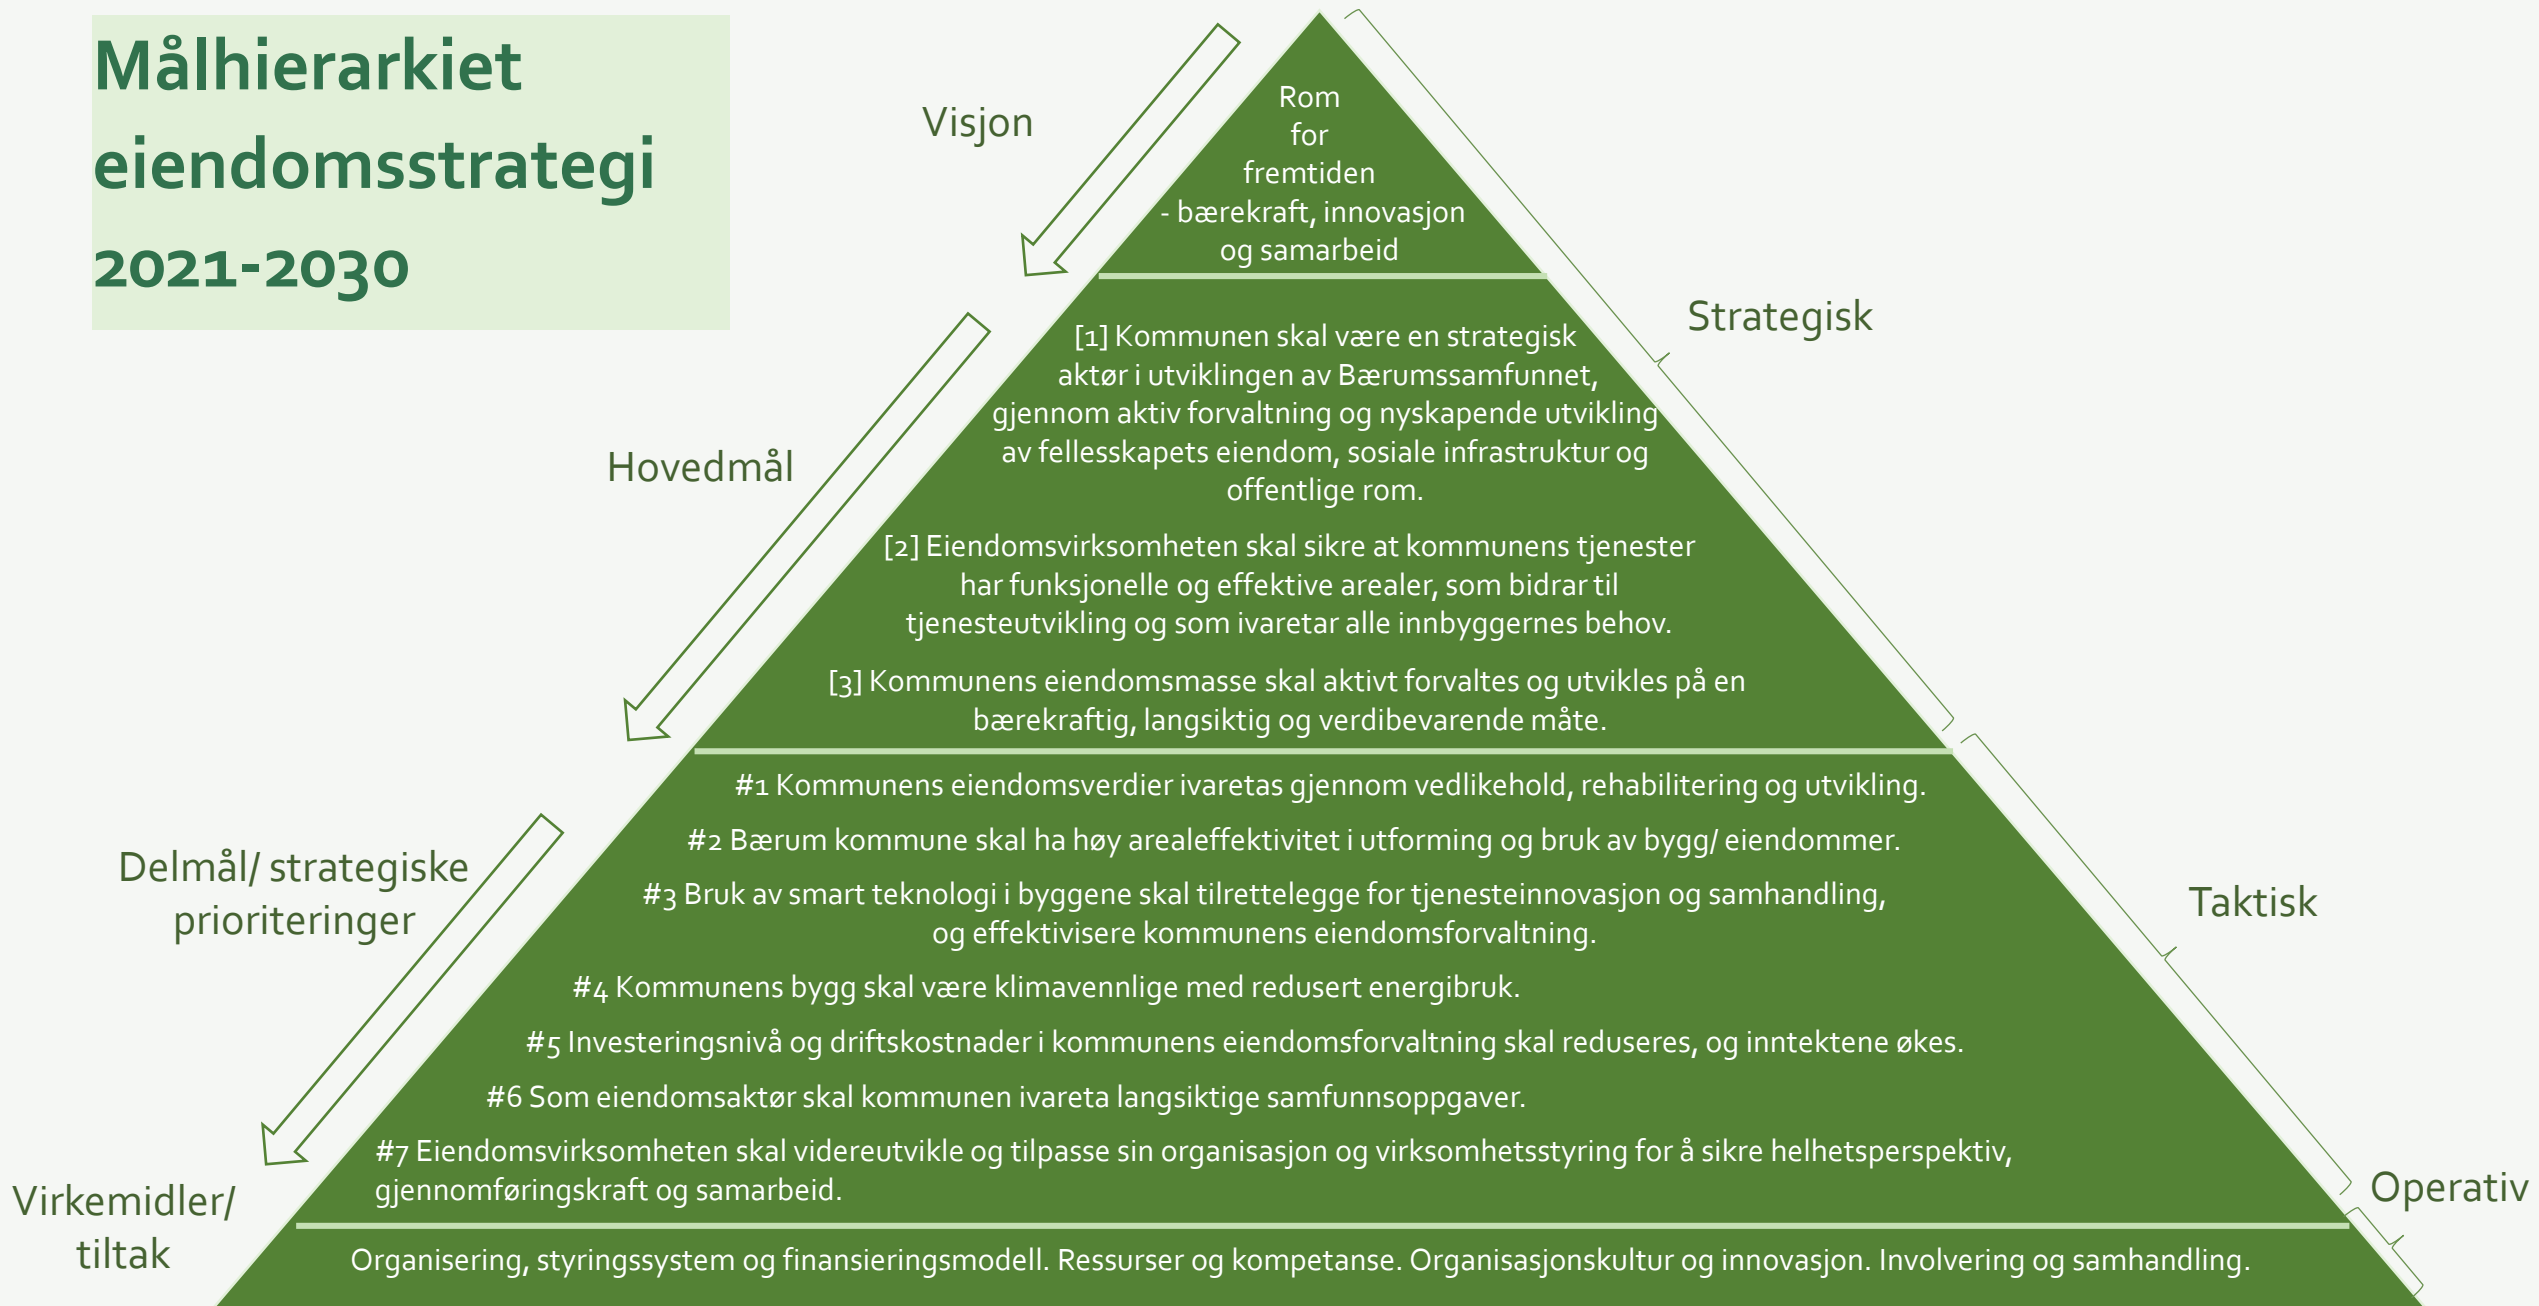 Målhierarkiet
eiendomsstrategi
2021-2030
Visjon
Rom
for
fremtiden
- bærekraft, innovasjon
og samarbeid
Strategisk
Hovedmål
[1] Kommunen skal være en strategisk
aktør i utviklingen av Bærumssamfunnet,
gjennom aktiv forvaltning og nyskapende utvikling
av fellesskapets eiendom, sosiale infrastruktur og
offentlige rom.
[2] Eiendomsvirksomheten skal sikre at kommunens tjenester
har funksjonelle og effektive arealer, som bidrar til
tjenesteutvikling og som ivaretar alle innbyggernes behov.
[3] Kommunens eiendomsmasse skal aktivt forvaltes og utvikles på en
bærekraftig, langsiktig og verdibevarende måte.
Delmål/ strategiske
prioriteringer
#1 Kommunens eiendomsverdier ivaretas gjennom vedlikehold, rehabilitering og utvikling.
#2 Bærum kommune skal ha høy arealeffektivitet i utforming og bruk av bygg/ eiendommer.
#3 Bruk av smart teknologi i byggene skal tilrettelegge for tjenesteinnovasjon og samhandling,
og effektivisere kommunens eiendomsforvaltning.
#4 Kommunens bygg skal være klimavennlige med redusert energibruk.
#5 Investeringsnivå og driftskostnader i kommunens eiendomsforvaltning skal reduseres, og inntektene økes.
#6 Som eiendomsaktør skal kommunen ivareta langsiktige samfunnsoppgaver.
#7 Eiendomsvirksomheten skal videreutvikle og tilpasse sin organisasjon og virksomhetsstyring for å sikre helhetsperspektiv,
gjennomføringskraft og samarbeid.
Taktisk
Virkemidler/
tiltak
Organisering, styringssystem og finansieringsmodell. Ressurser og kompetanse. Organisasjonskultur og innovasjon. Involvering og samhandling.
Operativ